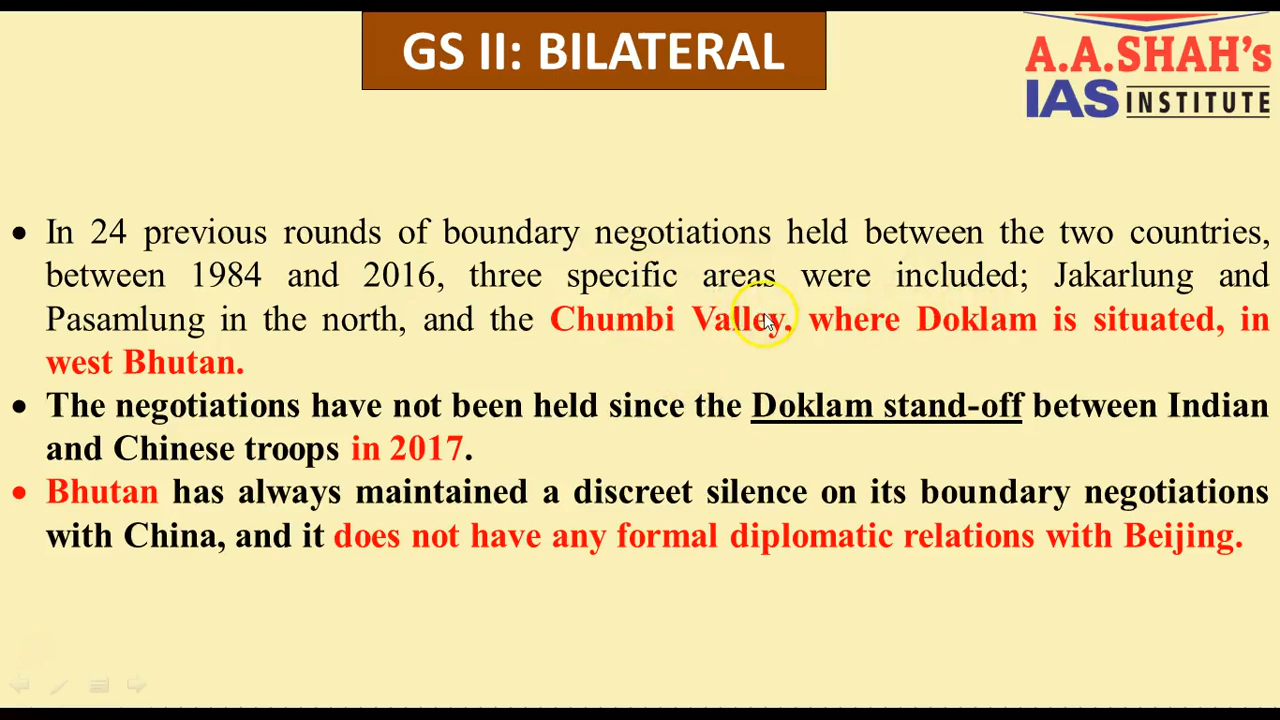 GS II: BILATERAL
A.A.SHAH's
IAS INSTITUTE
• In 24 previous rounds of boundary negotiations held between the two countries,
between 1984 and 2016, three specific areas were included; Jakarlung and
Pasamlung in the north, and the Chumbi Valley, where Doklam is situated, in
west Bhutan.
• The negotiations have not been held since the Doklam stand-off between Indian
and Chinese troops in 2017.
• Bhutan has always maintained a discreet silence on its boundary negotiations
with China, and it does not have any formal diplomatic relations with Beijing.